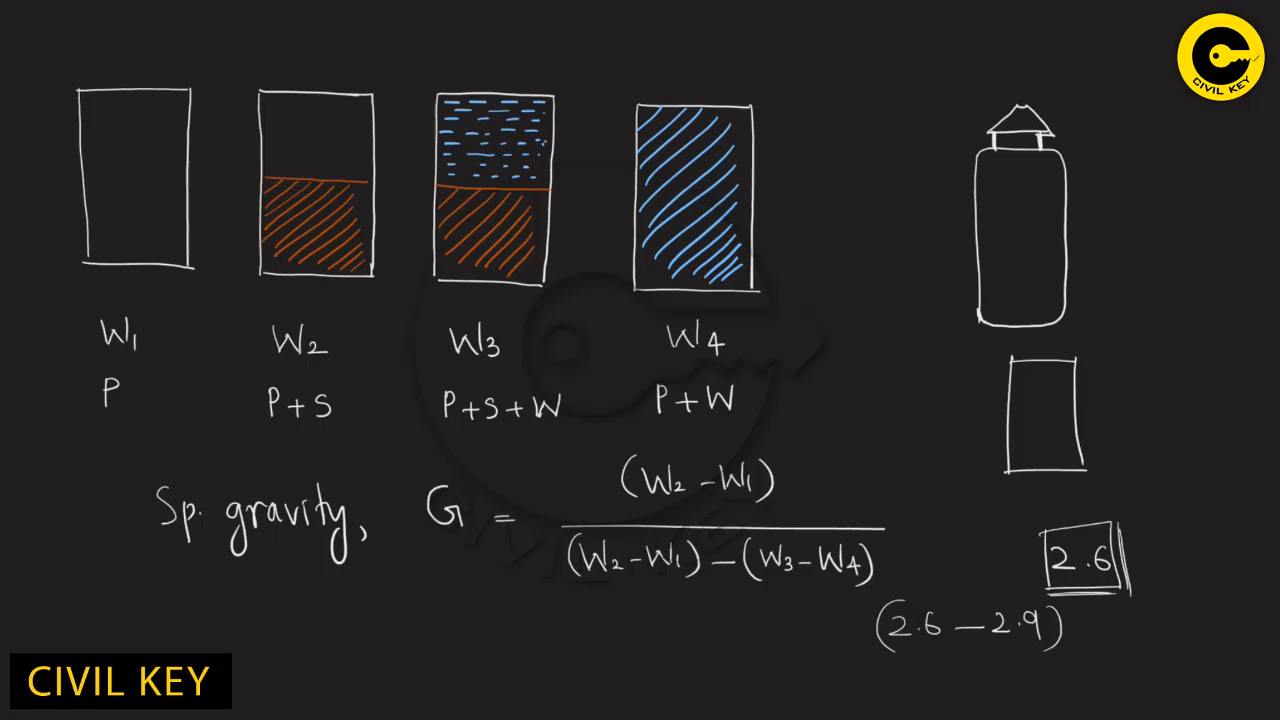 CIVIL KEY
W1 W2 W3 W4
P P+S P+S+W P+W
Sp. gravity, G = (W2 - W1)
(W2 - W1) - (W3 - W4)
2.6
(2.6 - 2.9)
CIVIL KEY